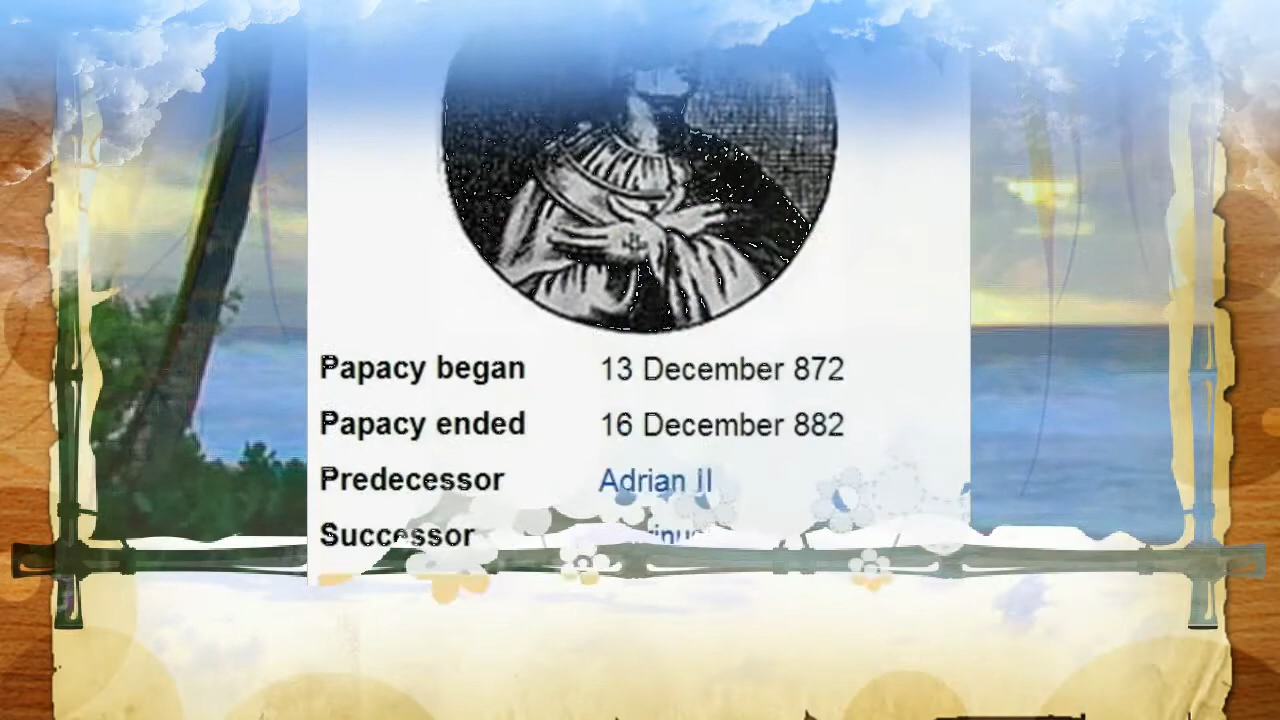 Papacy began 13 December 872
Papacy ended 16 December 882
Predecessor Adrian II
Successor